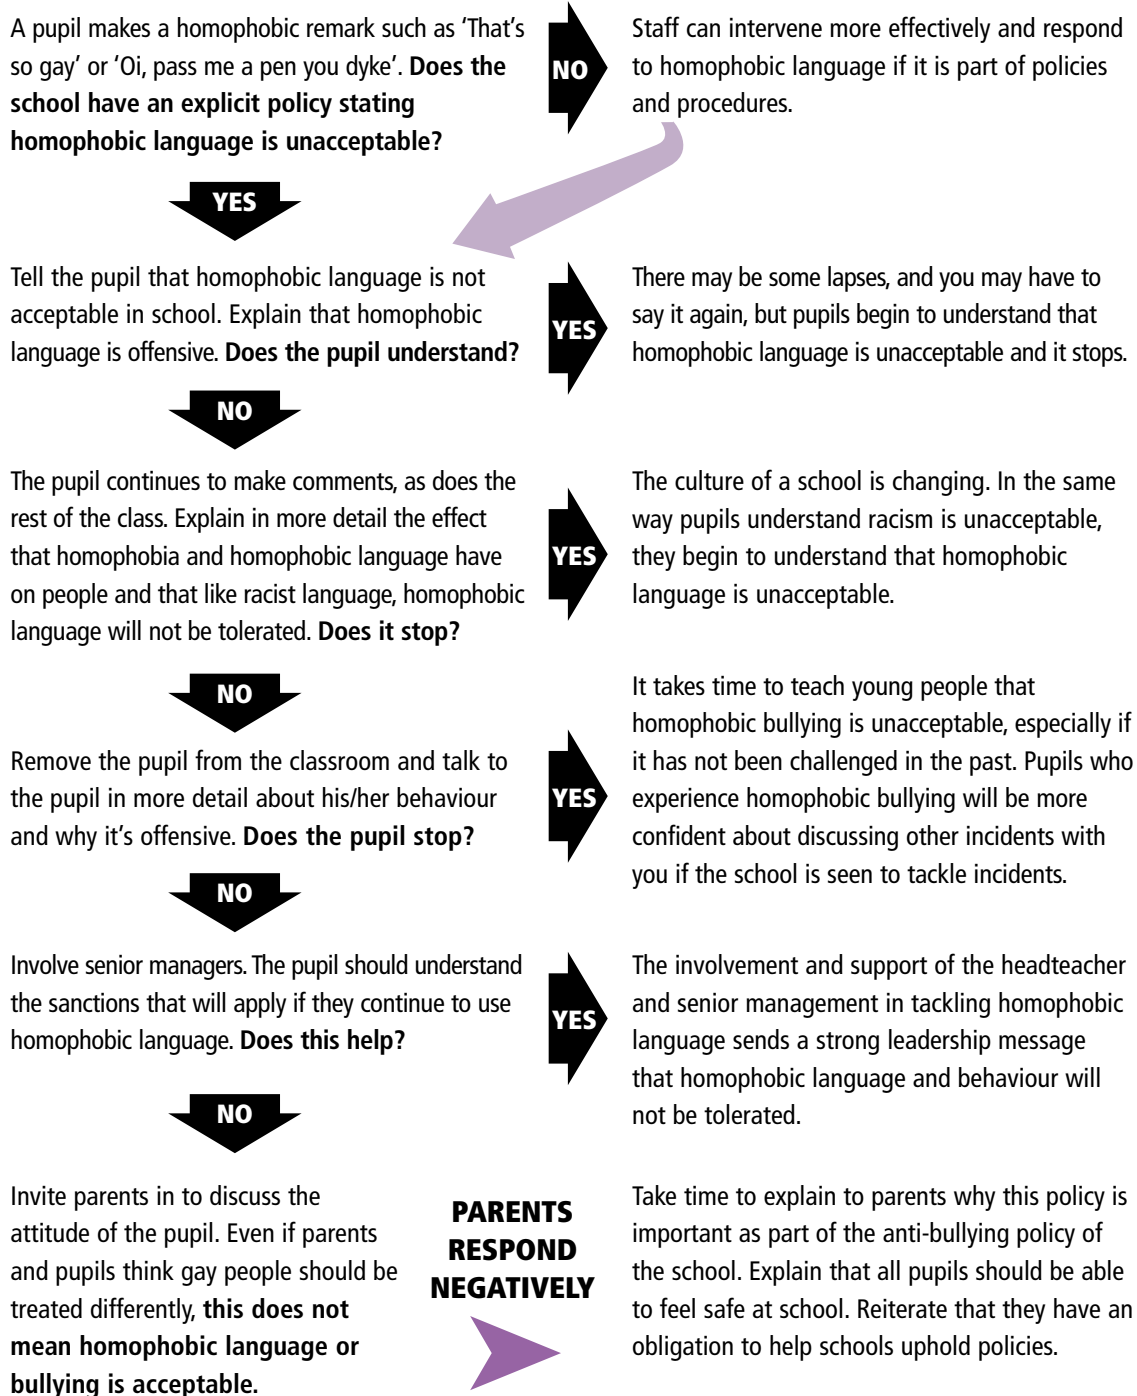 A pupil makes a homophobic remark such as ‘That’s
so gay’ or ‘Oi, pass me a pen you dyke’. Does the
school have an explicit policy stating
homophobic language is unacceptable?
NO
Staff can intervene more effectively and respond
to homophobic language if it is part of policies
and procedures.
YES
Tell the pupil that homophobic language is not
acceptable in school. Explain that homophobic
language is offensive. Does the pupil understand?
YES
There may be some lapses, and you may have to
say it again, but pupils begin to understand that
homophobic language is unacceptable and it stops.
NO
The pupil continues to make comments, as does the
rest of the class. Explain in more detail the effect
that homophobia and homophobic language have
on people and that like racist language, homophobic
language will not be tolerated. Does it stop?
YES
The culture of a school is changing. In the same
way pupils understand racism is unacceptable,
they begin to understand that homophobic
language is unacceptable.
NO
Remove the pupil from the classroom and talk to
the pupil in more detail about his/her behaviour
and why it’s offensive. Does the pupil stop?
YES
It takes time to teach young people that
homophobic bullying is unacceptable, especially if
it has not been challenged in the past. Pupils who
experience homophobic bullying will be more
confident about discussing other incidents with
you if the school is seen to tackle incidents.
NO
Involve senior managers. The pupil should understand
the sanctions that will apply if they continue to use
homophobic language. Does this help?
YES
The involvement and support of the headteacher
and senior management in tackling homophobic
language sends a strong leadership message
that homophobic language and behaviour will
not be tolerated.
NO
Invite parents in to discuss the
attitude of the pupil. Even if parents
and pupils think gay people should be
treated differently, this does not
mean homophobic language or
bullying is acceptable.
PARENTS
RESPOND
NEGATIVELY
Take time to explain to parents why this policy is
important as part of the anti-bullying policy of
the school. Explain that all pupils should be able
to feel safe at school. Reiterate that they have an
obligation to help schools uphold policies.